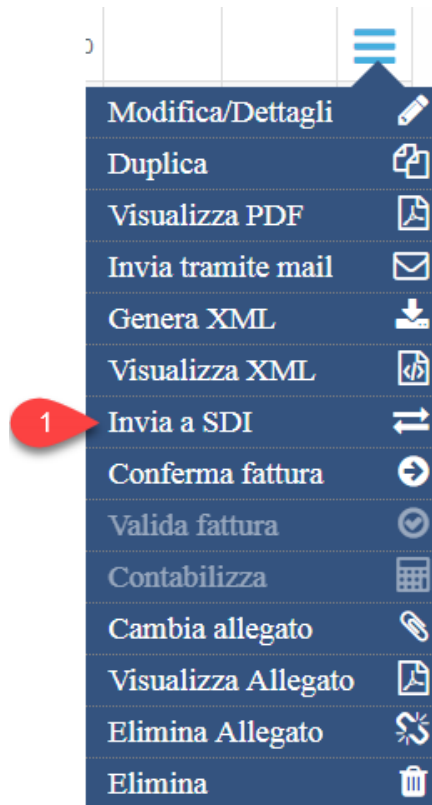 0
Modifica/Dettagli
Duplica
Visualizza PDF
Invia tramite mail
Genera XML
Visualizza XML
1 Invia a SDI
Conferma fattura
Valida fattura
Contabilizza
Cambia allegato
Visualizza Allegato
Elimina Allegato
Elimina